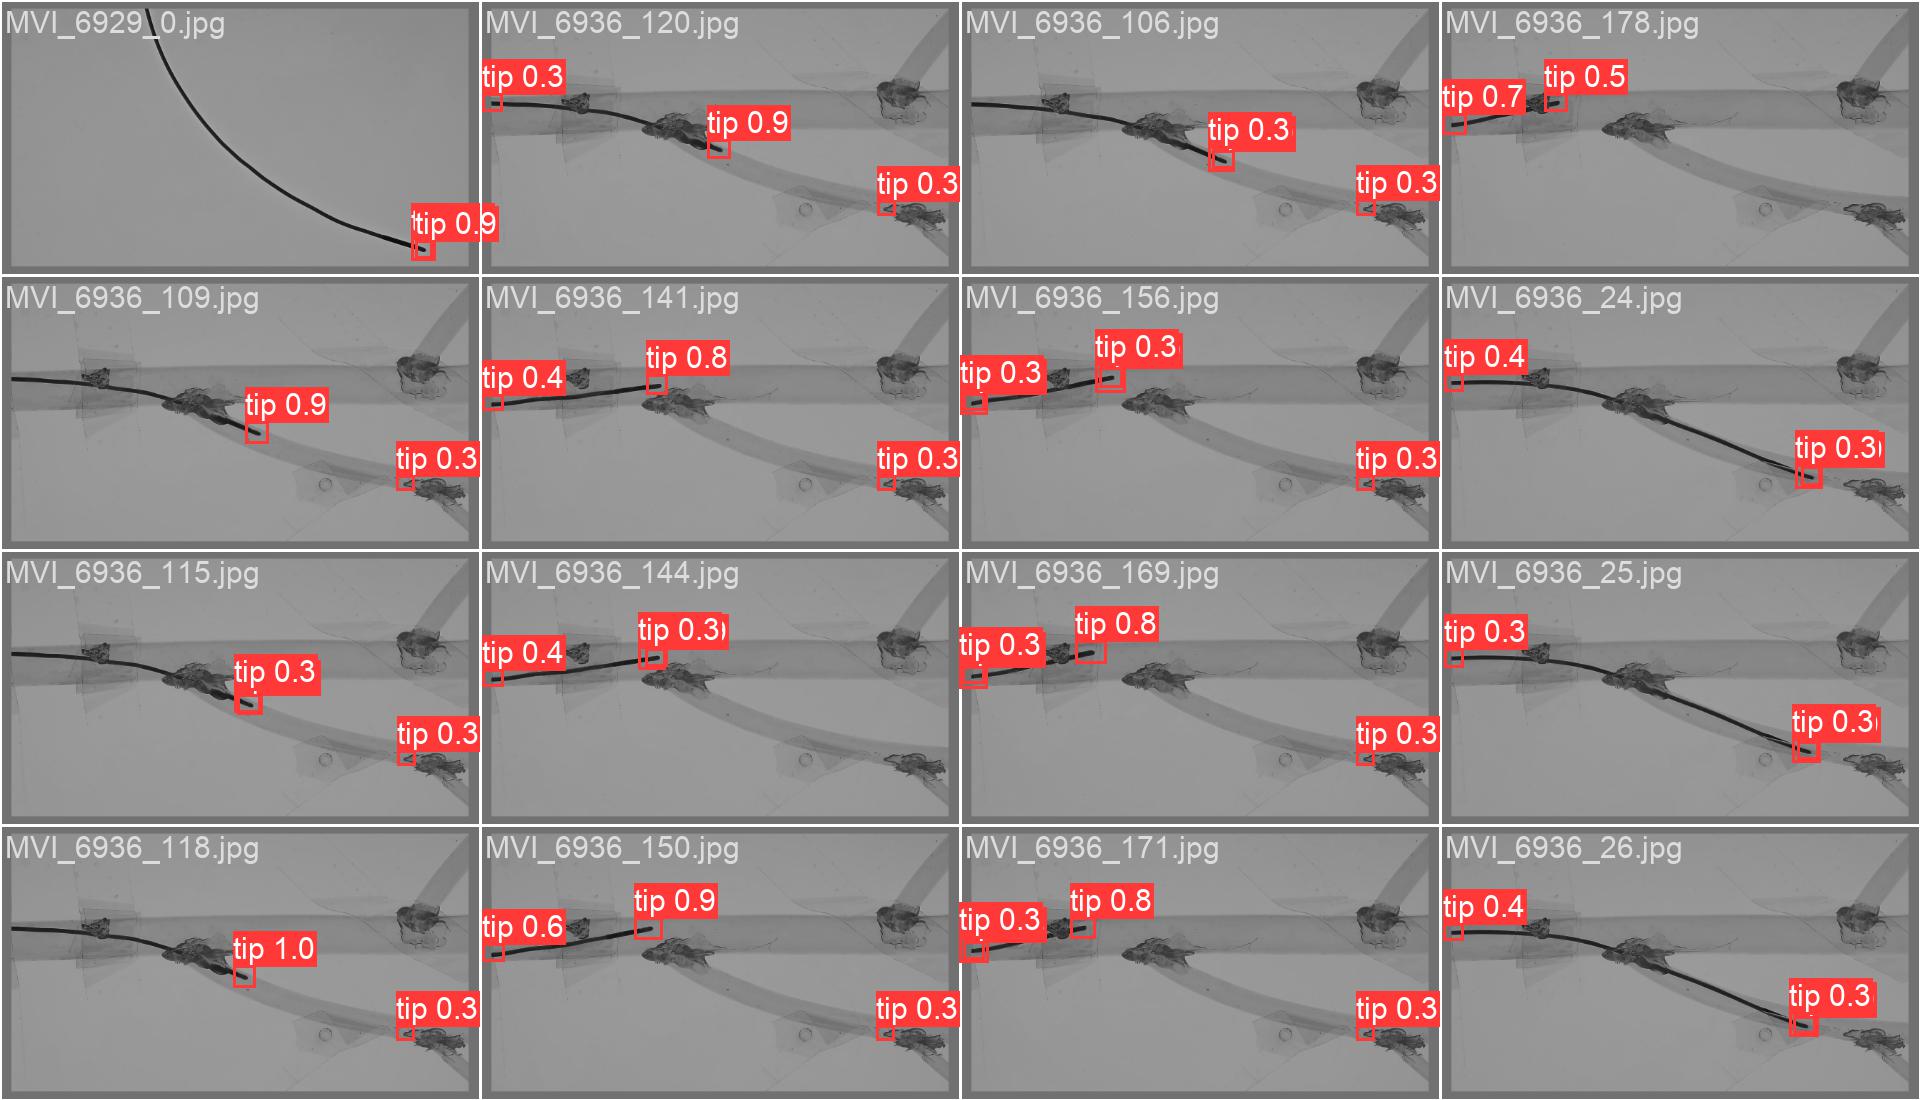 MVI_6929_0.jpg
tip 0.9
MVI_6936_120.jpg
tip 0.3
tip 0.9
tip 0.3
MVI_6936_106.jpg
tip 0.3
tip 0.3
MVI_6936_178.jpg
tip 0.7
tip 0.5
MVI_6936_109.jpg
tip 0.9
tip 0.3
MVI_6936_141.jpg
tip 0.4
tip 0.8
tip 0.3
MVI_6936_156.jpg
tip 0.3
tip 0.3
tip 0.3
MVI_6936_24.jpg
tip 0.4
tip 0.3
MVI_6936_115.jpg
tip 0.3
tip 0.3
MVI_6936_144.jpg
tip 0.4
tip 0.3
MVI_6936_169.jpg
tip 0.3
tip 0.8
tip 0.3
MVI_6936_25.jpg
tip 0.3
tip 0.3
MVI_6936_118.jpg
tip 1.0
tip 0.3
MVI_6936_150.jpg
tip 0.6
tip 0.9
tip 0.3
MVI_6936_171.jpg
tip 0.3
tip 0.8
tip 0.3
MVI_6936_26.jpg
tip 0.4
tip 0.3